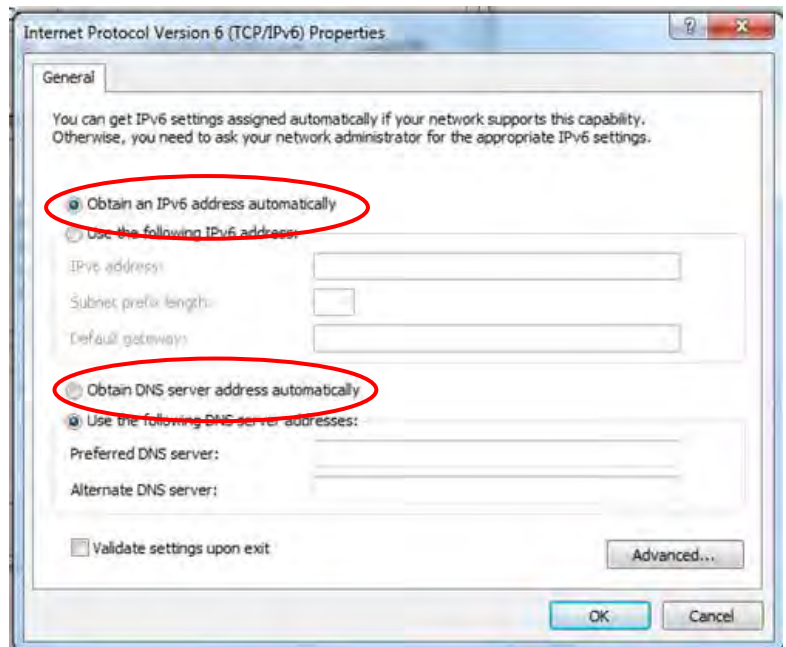 Internet Protocol Version 6 (TCP/IPv6) Properties
General
You can get IPv6 settings assigned automatically if your network supports this capability.
Otherwise, you need to ask your network administrator for the appropriate IPv6 settings.
Obtain an IPv6 address automatically
Use the following IPv6 address:
IPv6 address:
Subnet prefix length:
Default gateway:
Obtain DNS server address automatically
Use the following DNS server addresses:
Preferred DNS server:
Alternate DNS server:
Validate settings upon exit
Advanced...
OK Cancel